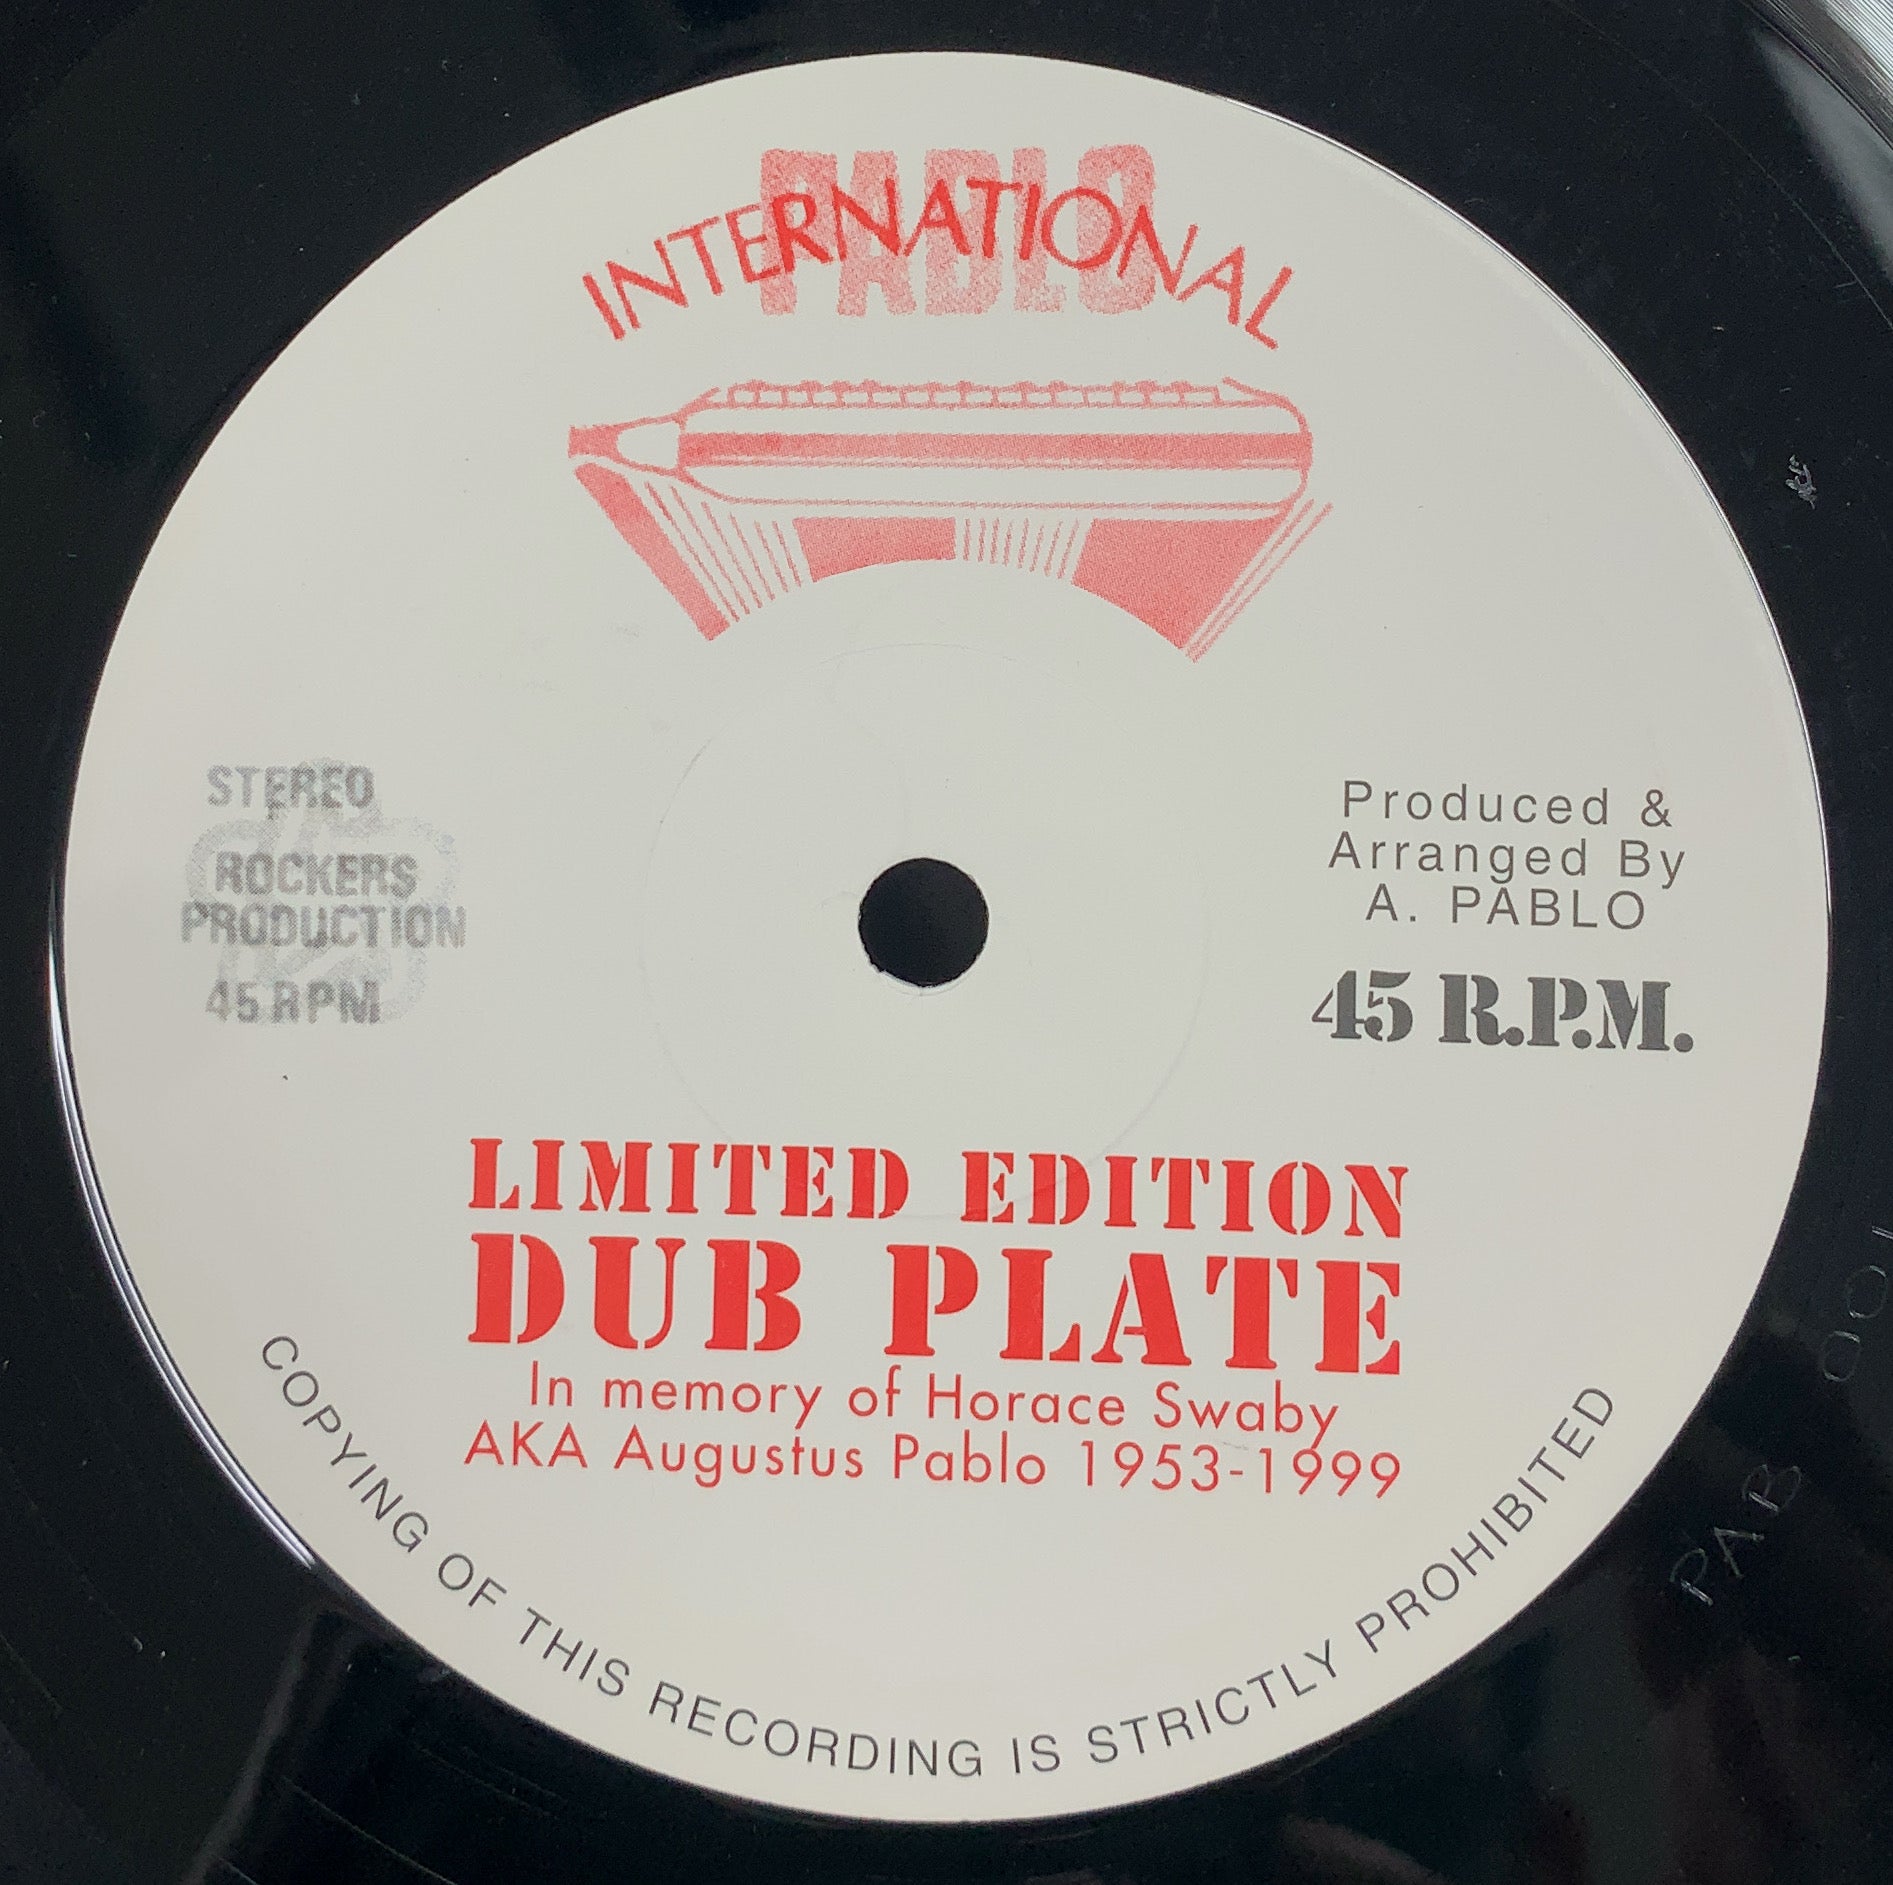 PABLO
INTERNATIONAL
STEREO
ROCKERS
PRODUCTION
45 RPM
Produced &
Arranged By
A. PABLO
45 R.P.M.
LIMITED EDITION
DUB PLATE
In memory of Horace Swaby
AKA Augustus Pablo 1953-1999
COPYING OF THIS RECORDING IS STRICTLY PROHIBITED
PAB 00